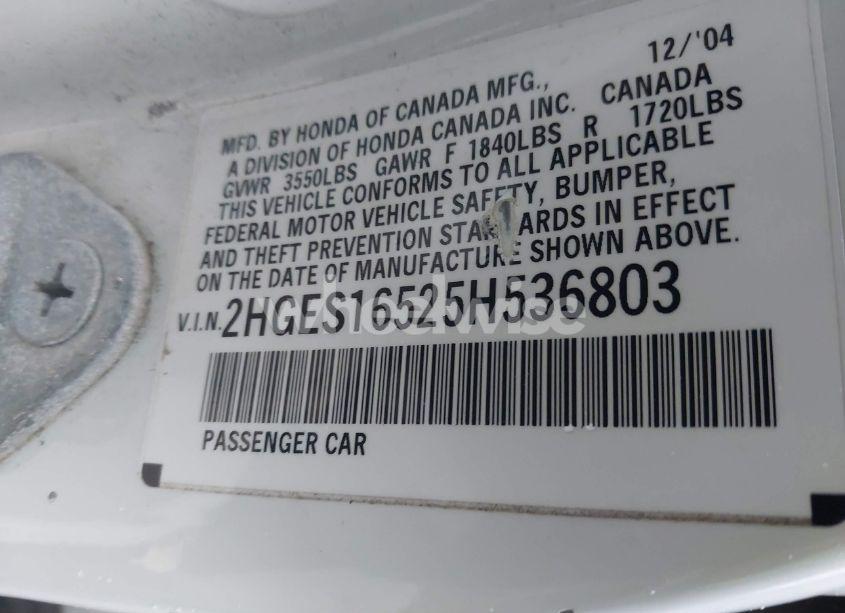 12/'04
MFD. BY HONDA OF CANADA MFG.,
A DIVISION OF HONDA CANADA INC. CANADA
GVWR 3550LBS GAWR F 1840LBS R 1720LBS
THIS VEHICLE CONFORMS TO ALL APPLICABLE
FEDERAL MOTOR VEHICLE SAFETY, BUMPER,
AND THEFT PREVENTION STANDARDS IN EFFECT
ON THE DATE OF MANUFACTURE SHOWN ABOVE.
V.I.N. 2HGES16525H536803
PASSENGER CAR